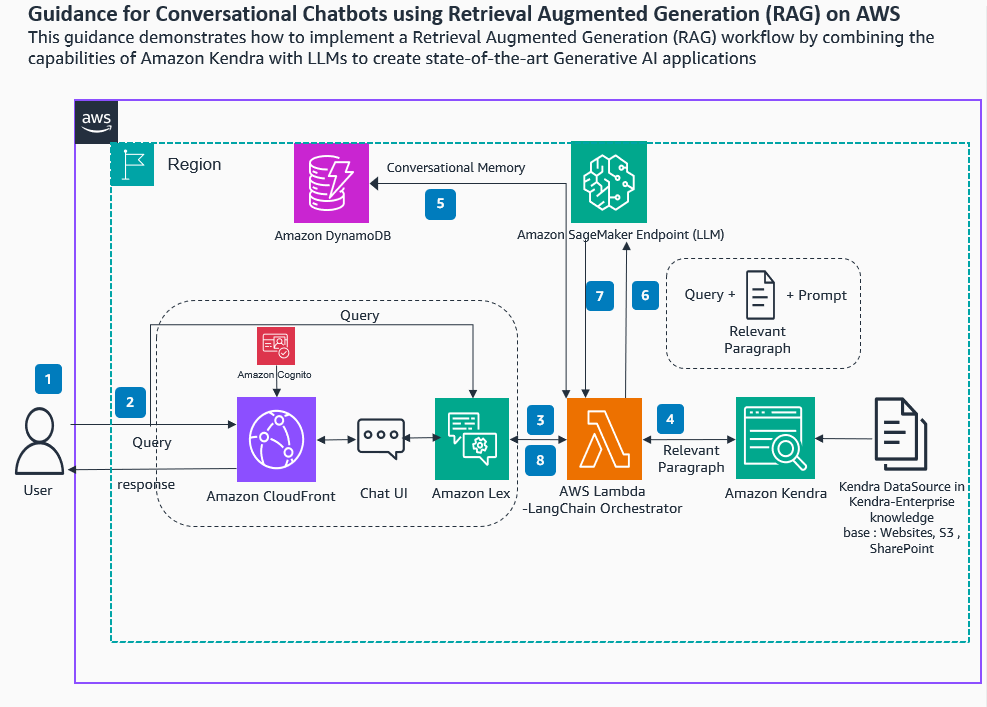 Guidance for Conversational Chatbots using Retrieval Augmented Generation (RAG) on AWS
This guidance demonstrates how to implement a Retrieval Augmented Generation (RAG) workflow by combining the
capabilities of Amazon Kendra with LLMs to create state-of-the-art Generative AI applications
aws
Region
Conversational Memory
5
Amazon DynamoDB
Amazon SageMaker Endpoint (LLM)
7
6
Query +
+ Prompt
Relevant
Paragraph
Query
Amazon Cognito
1
2
3
4
Query
8
Relevant
Paragraph
User
response
Amazon CloudFront
Chat UI
Amazon Lex
AWS Lambda
-LangChain Orchestrator
Amazon Kendra
Kendra DataSource in
Kendra-Enterprise
knowledge
base : Websites, S3 ,
SharePoint